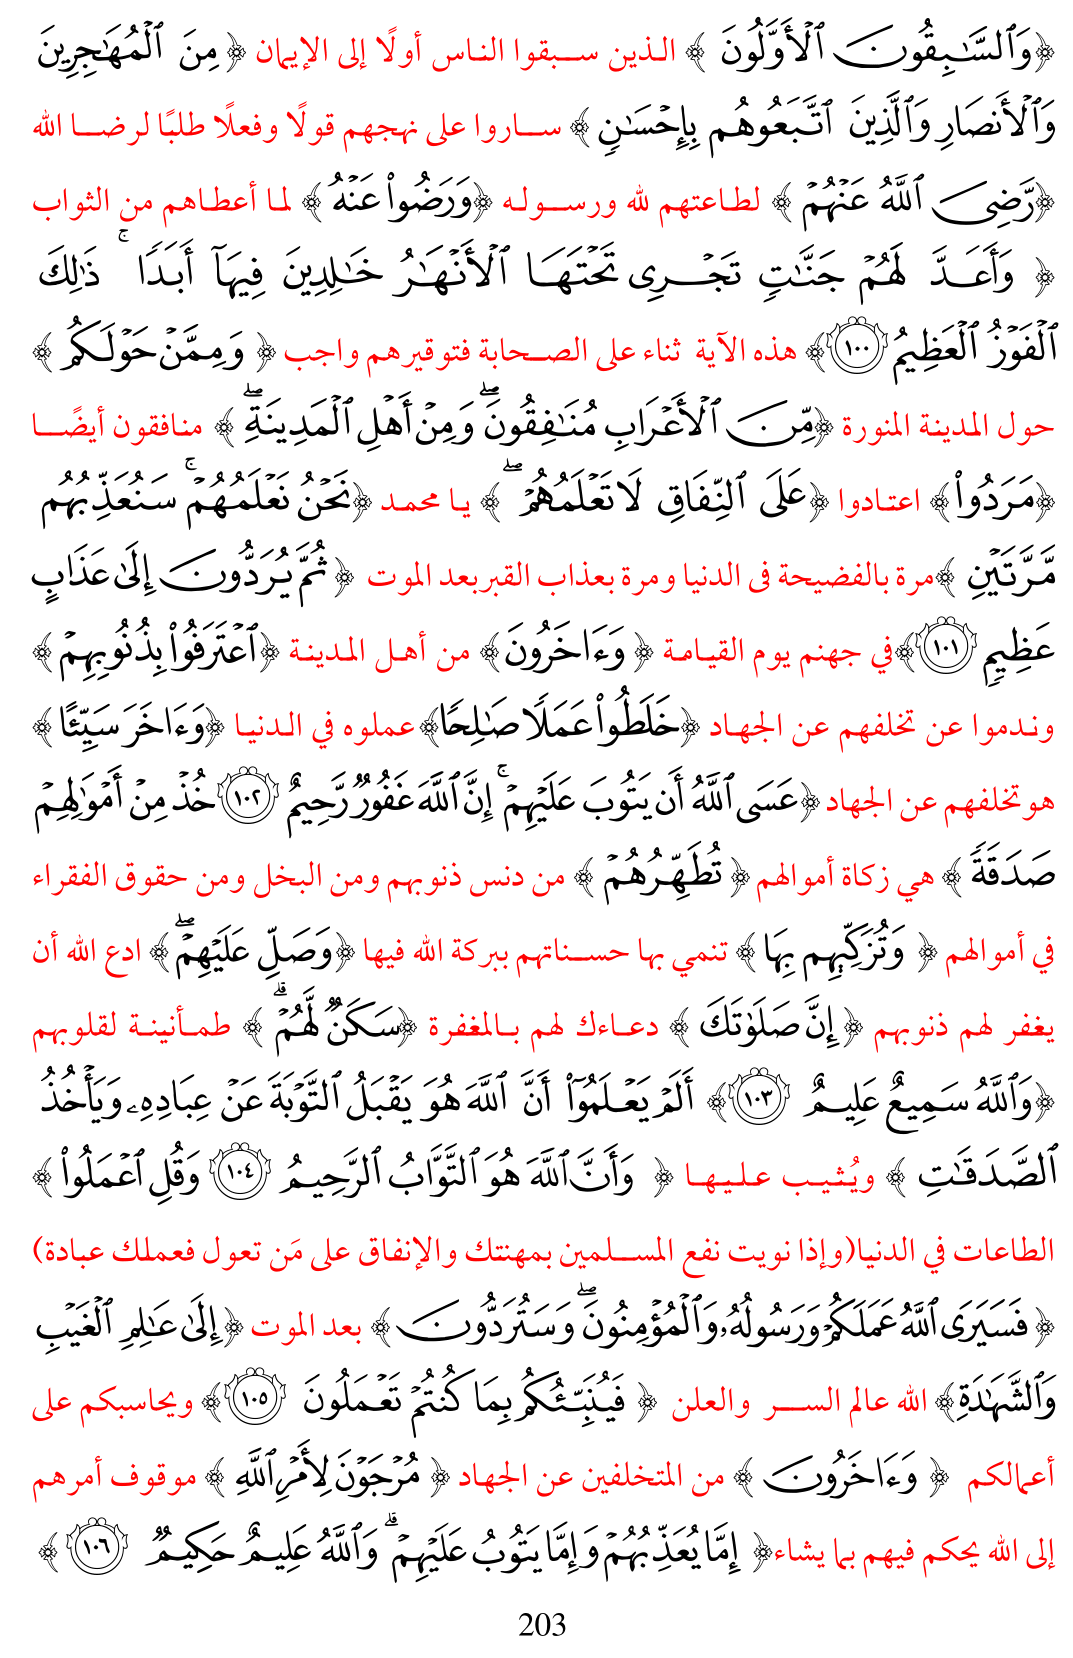 ﴿وَٱلسَّٰبِقُونَ ٱلْأَوَّلُونَ ﴾ الذين سبقوا الناس أولًا إلى الإيمان ﴿ مِنَ ٱلْمُهَٰجِرِينَ
وَٱلْأَنصَارِ وَٱلَّذِينَ ٱتَّبَعُوهُم بِإِحْسَٰنٍ ﴾ ساروا على نهجهم قولًا وفعلًا طلبًا لرضا الله
﴿رَّضِىَ ٱللَّهُ عَنْهُمْ ﴾ لطاعتهم لله ورسوله ﴿وَرَضُوا۟ عَنْهُ ﴾ لما أعطاهم من الثواب
﴿ وَأَعَدَّ لَهُمْ جَنَّٰتٍ تَجْرِى تَحْتَهَا ٱلْأَنْهَٰرُ خَٰلِدِينَ فِيهَآ أَبَدًا ۚ ذَٰلِكَ
ٱلْفَوْزُ ٱلْعَظِيمُ ١٠٠﴾ هذه الآية ثناء على الصحابة فتوقيرهم واجب ﴿ وَمِمَّنْ حَوْلَكُم ﴾
حول المدينة المنورة ﴿مِّنَ ٱلْأَعْرَابِ مُنَٰفِقُونَ ۖ وَمِنْ أَهْلِ ٱلْمَدِينَةِ ۖ ﴾ منافقون أيضًا
﴿مَرَدُوا۟ ﴾ اعتادوا ﴿عَلَى ٱلنِّفَاقِ لَا تَعْلَمُهُمْ ۖ ﴾ يا محمد ﴿نَحْنُ نَعْلَمُهُمْ ۚ سَنُعَذِّبُهُم
مَّرَّتَيْنِ ﴾مرة بالفضيحة فى الدنيا ومرة بعذاب القبر بعد الموت ﴿ ثُمَّ يُرَدُّونَ إِلَىٰ عَذَابٍ
عَظِيمٍ ١٠١﴾في جهنم يوم القيامة ﴿ وَءَاخَرُونَ ﴾ من أهل المدينة ﴿ٱعْتَرَفُوا۟ بِذُنُوبِهِمْ ﴾
وندموا عن تخلفهم عن الجهاد ﴿خَلَطُوا۟ عَمَلًا صَٰلِحًا﴾ عملوه في الدنيا ﴿وَءَاخَرَ سَيِّئًا ﴾
هو تخلفهم عن الجهاد ﴿عَسَى ٱللَّهُ أَن يَتُوبَ عَلَيْهِمْ ۚ إِنَّ ٱللَّهَ غَفُورٌ رَّحِيمٌ ١٠٢ خُذْ مِنْ أَمْوَٰلِهِمْ
صَدَقَةً ﴾ هي زكاة أموالهم ﴿ تُطَهِّرُهُمْ ﴾ من دنس ذنوبهم ومن البخل ومن حقوق الفقراء
في أموالهم ﴿ وَتُزَكِّيهِم بِهَا ﴾ تنمي بها حسناتهم ببركة الله فيها ﴿وَصَلِّ عَلَيْهِمْ ۖ ﴾ ادع الله أن
يغفر لهم ذنوبهم ﴿ إِنَّ صَلَوٰتَكَ ﴾ دعاءك لهم بالمغفرة ﴿سَكَنٌ لَّهُمْ ۗ ﴾ طمأنينة لقلوبهم
﴿وَٱللَّهُ سَمِيعٌ عَلِيمٌ ١٠٣﴾ أَلَمْ يَعْلَمُوٓا۟ أَنَّ ٱللَّهَ هُوَ يَقْبَلُ ٱلتَّوْبَةَ عَنْ عِبَادِهِۦ وَيَأْخُذُ
ٱلصَّدَقَٰتِ ﴾ ويُثيب عليها ﴿ وَأَنَّ ٱللَّهَ هُوَ ٱلتَّوَّابُ ٱلرَّحِيمُ ١٠٤ وَقُلِ ٱعْمَلُوا۟ ﴾
الطاعات في الدنيا(وإذا نويت نفع المسلمين بمهنتك والإنفاق على مَن تعول فعملك عبادة)
﴿ فَسَيَرَى ٱللَّهُ عَمَلَكُمْ وَرَسُولُهُۥ وَٱلْمُؤْمِنُونَ ۖ وَسَتُرَدُّونَ ﴾ بعد الموت ﴿إِلَىٰ عَٰلِمِ ٱلْغَيْبِ
وَٱلشَّهَٰدَةِ﴾ الله عالم السر والعلن ﴿ فَيُنَبِّئُكُم بِمَا كُنتُمْ تَعْمَلُونَ ١٠٥﴾ ويحاسبكم على
أعمالكم ﴿ وَءَاخَرُونَ ﴾ من المتخلفين عن الجهاد ﴿ مُرْجَوْنَ لِأَمْرِ ٱللَّهِ ﴾ موقوف أمرهم
إلى الله يحكم فيهم بما يشاء﴿ إِمَّا يُعَذِّبُهُمْ وَإِمَّا يَتُوبُ عَلَيْهِمْ ۗ وَٱللَّهُ عَلِيمٌ حَكِيمٌ ١٠٦ ﴾
203